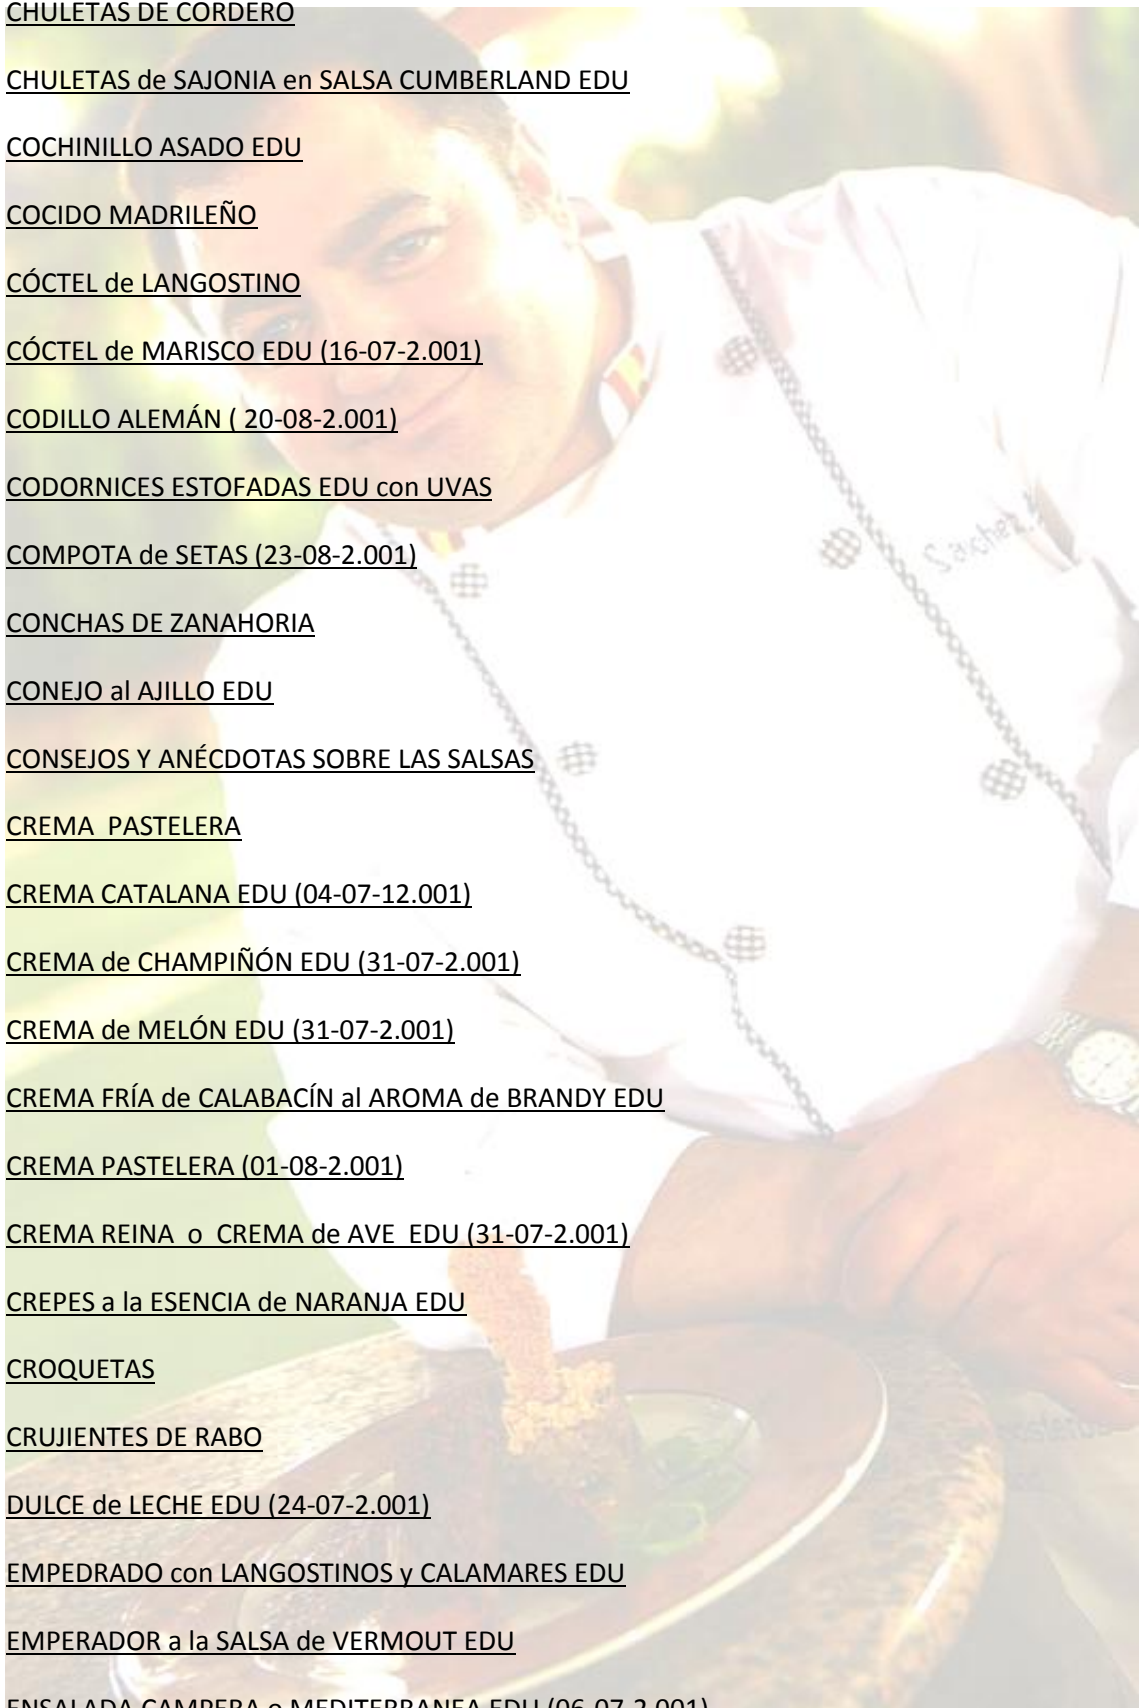 CHULETAS DE CORDERO
CHULETAS de SAJONIA en SALSA CUMBERLAND EDU
COCHINILLO ASADO EDU
COCIDO MADRILEÑO
CÓCTEL de LANGOSTINO
CÓCTEL de MARISCO EDU (16-07-2.001)
CODILLO ALEMÁN ( 20-08-2.001)
CODORNICES ESTOFADAS EDU con UVAS
COMPOTA de SETAS (23-08-2.001)
CONCHAS DE ZANAHORIA
CONEJO al AJILLO EDU
CONSEJOS Y ANÉCDOTAS SOBRE LAS SALSAS
CREMA  PASTELERA
CREMA CATALANA EDU (04-07-12.001)
CREMA de CHAMPIÑÓN EDU (31-07-2.001)
CREMA de MELÓN EDU (31-07-2.001)
CREMA FRÍA de CALABACÍN al AROMA de BRANDY EDU
CREMA PASTELERA (01-08-2.001)
CREMA REINA  o  CREMA de AVE  EDU (31-07-2.001)
CREPES a la ESENCIA de NARANJA EDU
CROQUETAS
CRUJIENTES DE RABO
DULCE de LECHE EDU (24-07-2.001)
EMPEDRADO con LANGOSTINOS y CALAMARES EDU
EMPERADOR a la SALSA de VERMOUT EDU
ENSALADA CAMPERA o MEDITERRANEA EDU (06-07-2.001)